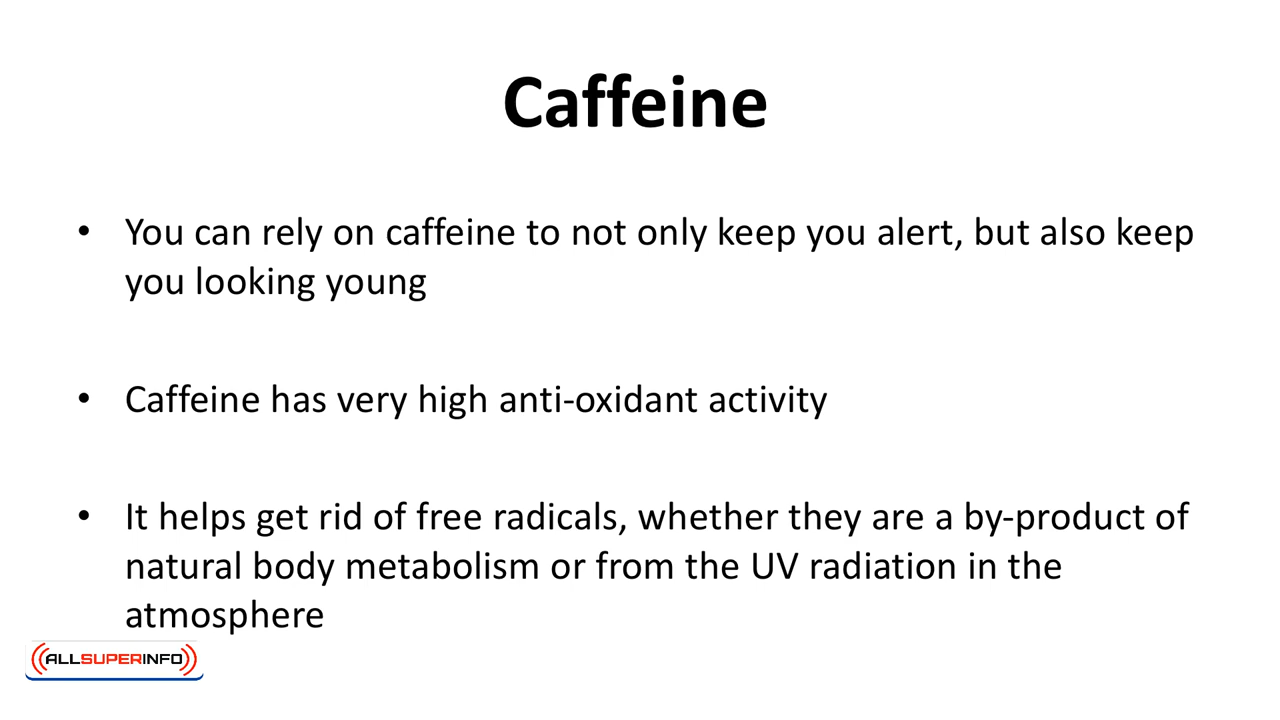 Caffeine
• You can rely on caffeine to not only keep you alert, but also keep
you looking young
• Caffeine has very high anti-oxidant activity
• It helps get rid of free radicals, whether they are a by-product of
natural body metabolism or from the UV radiation in the
atmosphere
ALLSUPERINFO